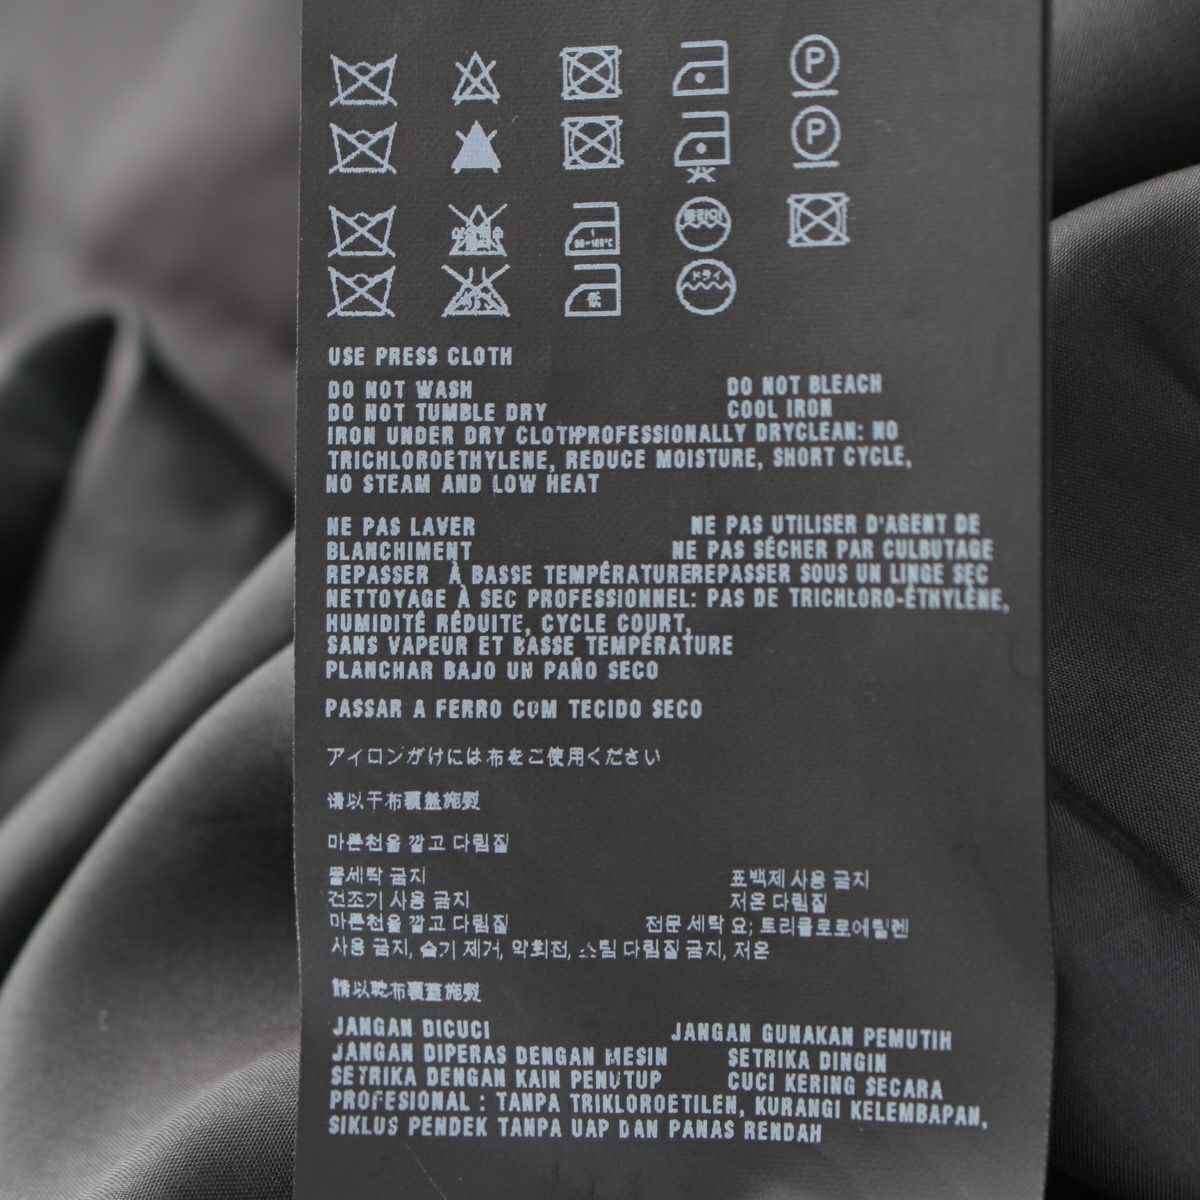 P
P
물탁이
80~120℃
ドライ
低
USE PRESS CLOTH
DO NOT WASH DO NOT BLEACH
DO NOT TUMBLE DRY COOL IRON
IRON UNDER DRY CLOTHPROFESSIONALLY DRYCLEAN: NO
TRICHLOROETHYLENE, REDUCE MOISTURE, SHORT CYCLE,
NO STEAM AND LOW HEAT
NE PAS LAVER NE PAS UTILISER D'AGENT DE
BLANCHIMENT NE PAS SÉCHER PAR CULBUTAGE
REPASSER À BASSE TEMPÉRATUREREPASSER SOUS UN LINGE SEC
NETTOYAGE À SEC PROFESSIONNEL: PAS DE TRICHLORO-ÉTHYLÈNE,
HUMIDITÉ RÉDUITE, CYCLE COURT,
SANS VAPEUR ET BASSE TEMPÉRATURE
PLANCHAR BAJO UN PAÑO SECO
PASSAR A FERRO COM TECIDO SECO
アイロンがけには布をご使用ください
请以干布覆盖施熨
마른천을 깔고 다림질
물세탁 금지 표백제 사용 금지
건조기 사용 금지 저온 다림질
마른천을 깔고 다림질 전문 세탁 요; 트리클로로에틸렌
사용 금지, 습기 제거, 약회전, 스팀 다림질 금지, 저온
請以乾布覆蓋施熨
JANGAN DICUCI JANGAN GUNAKAN PEMUTIH
JANGAN DIPERAS DENGAN MESIN SETRIKA DINGIN
SETRIKA DENGAN KAIN PENUTUP CUCI KERING SECARA
PROFESIONAL : TANPA TRIKLOROETILEN, KURANGI KELEMBAPAN,
SIKLUS PENDEK TANPA UAP DAN PANAS RENDAH